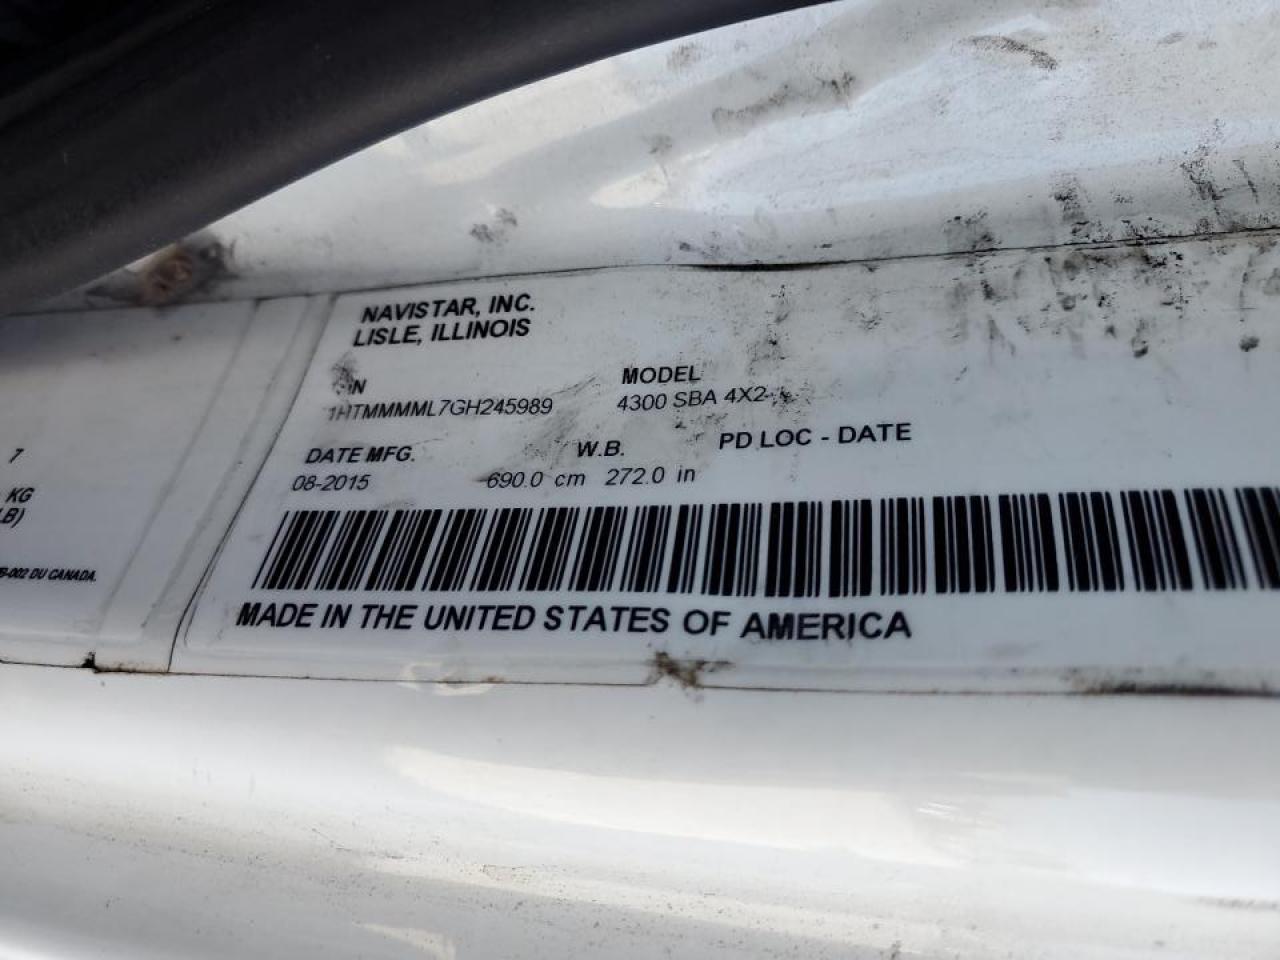 NAVISTAR, INC.
LISLE, ILLINOIS
MODEL
1HTMMMML7GH245989 4300 SBA 4X2
DATE MFG. W.B. PD LOC - DATE
08-2015 690.0 cm 272.0 in
MADE IN THE UNITED STATES OF AMERICA
7
KG
DU CANADA.